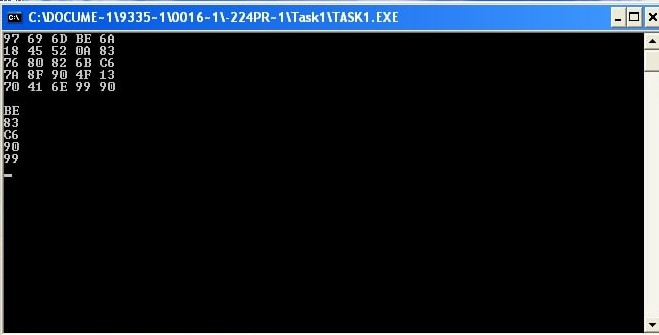 C:\DOCUME~1\9335~1\0016~1\-224PR~1\Task1\TASK1.EXE
97 69 6D BE 6A
18 45 52 0A 83
76 80 82 6B C6
7A 8F 90 4F 13
70 41 6E 99 90
BE
83
C6
90
99